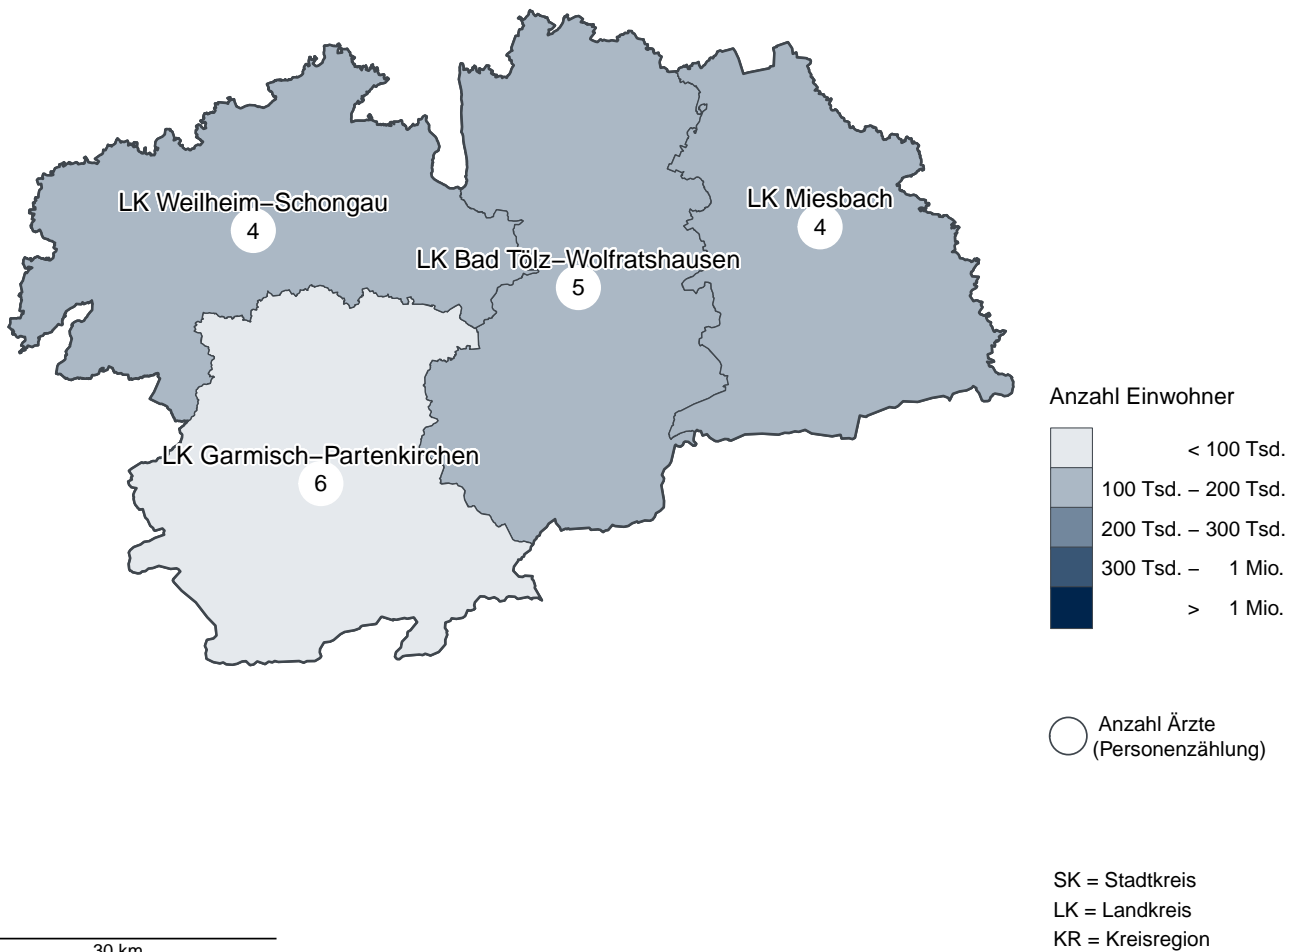 LK Weilheim–Schongau
4
LK Miesbach
4
LK Bad Tölz–Wolfratshausen
5
LK Garmisch–Partenkirchen
6
Anzahl Einwohner
< 100 Tsd.
100 Tsd. – 200 Tsd.
200 Tsd. – 300 Tsd.
300 Tsd. – 1 Mio.
> 1 Mio.
Anzahl Ärzte
(Personenzählung)
SK = Stadtkreis
LK = Landkreis
KR = Kreisregion
30 km